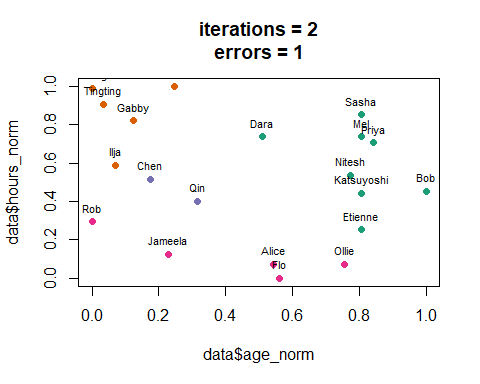 iterations = 2
errors = 1
Tingting
Gabby
Sasha
Dara
Mel
Priya
Ilja
Chen
Nitesh
Qin
Katsuyoshi
Bob
Rob
Etienne
Jameela
Alice
Ollie
Flo
0.0 0.2 0.4 0.6 0.8 1.0
0.0 0.2 0.4 0.6 0.8 1.0
data$age_norm
data$hours_norm